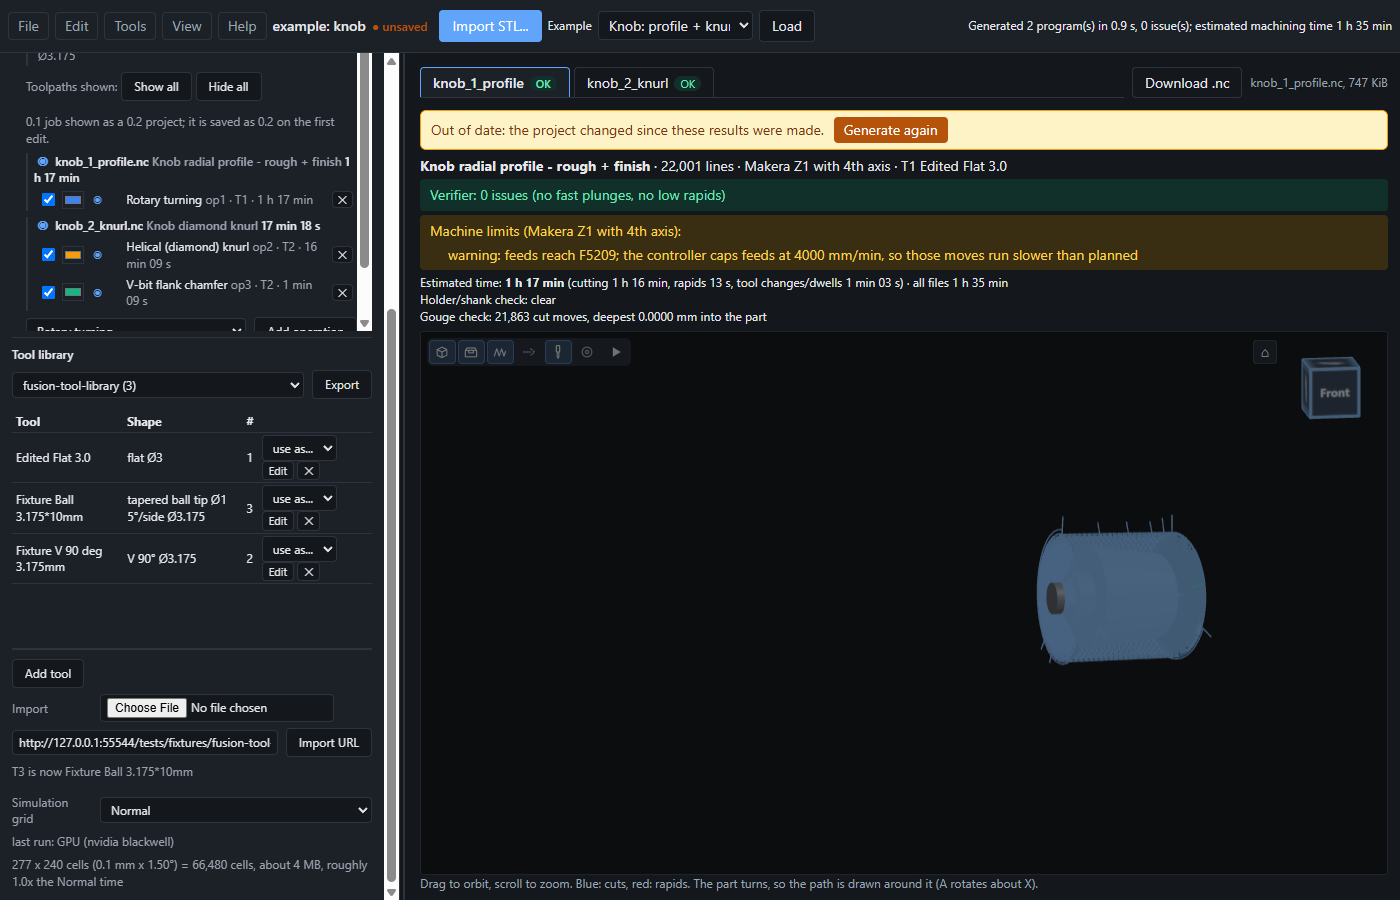 File Edit Tools View Help example: knob • unsaved Import STL... Example Knob: profile + knu Load Generated 2 program(s) in 0.9 s, 0 issue(s); estimated machining time 1 h 35 min
Ø3.175
Toolpaths shown: Show all Hide all
0.1 job shown as a 0.2 project; it is saved as 0.2 on the first
edit.
knob_1_profile.nc Knob radial profile - rough + finish 1
h 17 min
Rotary turning op1 · T1 · 1 h 17 min ✕
knob_2_knurl.nc Knob diamond knurl 17 min 18 s
Helical (diamond) knurl op2 · T2 · 16
min 09 s ✕
V-bit flank chamfer op3 · T2 · 1 min
09 s ✕
Rotary turning Add operation
Tool library
fusion-tool-library (3) Export
Tool Shape #
Edited Flat 3.0 flat Ø3 1 use as... Edit ✕
Fixture Ball
3.175*10mm tapered ball tip Ø1
5°/side Ø3.175 3 use as... Edit ✕
Fixture V 90 deg
3.175mm V 90° Ø3.175 2 use as... Edit ✕
Add tool
Import Choose File No file chosen
http://127.0.0.1:55544/tests/fixtures/fusion-tool Import URL
T3 is now Fixture Ball 3.175*10mm
Simulation
grid Normal
last run: GPU (nvidia blackwell)
277 x 240 cells (0.1 mm x 1.50°) = 66,480 cells, about 4 MB, roughly
1.0x the Normal time
knob_1_profile OK knob_2_knurl OK Download .nc knob_1_profile.nc, 747 KiB
Out of date: the project changed since these results were made. Generate again
Knob radial profile - rough + finish · 22,001 lines · Makera Z1 with 4th axis · T1 Edited Flat 3.0
Verifier: 0 issues (no fast plunges, no low rapids)
Machine limits (Makera Z1 with 4th axis):
warning: feeds reach F5209; the controller caps feeds at 4000 mm/min, so those moves run slower than planned
Estimated time: 1 h 17 min (cutting 1 h 16 min, rapids 13 s, tool changes/dwells 1 min 03 s) · all files 1 h 35 min
Holder/shank check: clear
Gouge check: 21,863 cut moves, deepest 0.0000 mm into the part
Front
Drag to orbit, scroll to zoom. Blue: cuts, red: rapids. The part turns, so the path is drawn around it (A rotates about X).